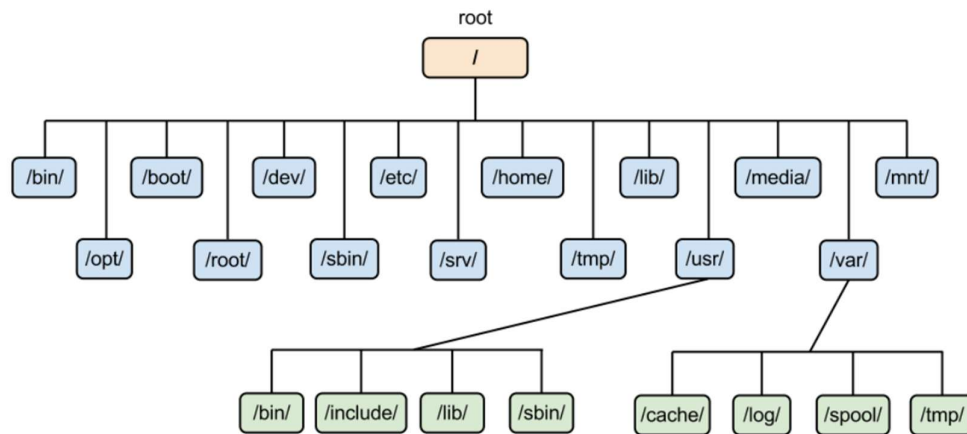 root
/
/bin/ /boot/ /dev/ /etc/ /home/ /lib/ /media/ /mnt/
/opt/ /root/ /sbin/ /srv/ /tmp/ /usr/ /var/
/bin/ /include/ /lib/ /sbin/ /cache/ /log/ /spool/ /tmp/